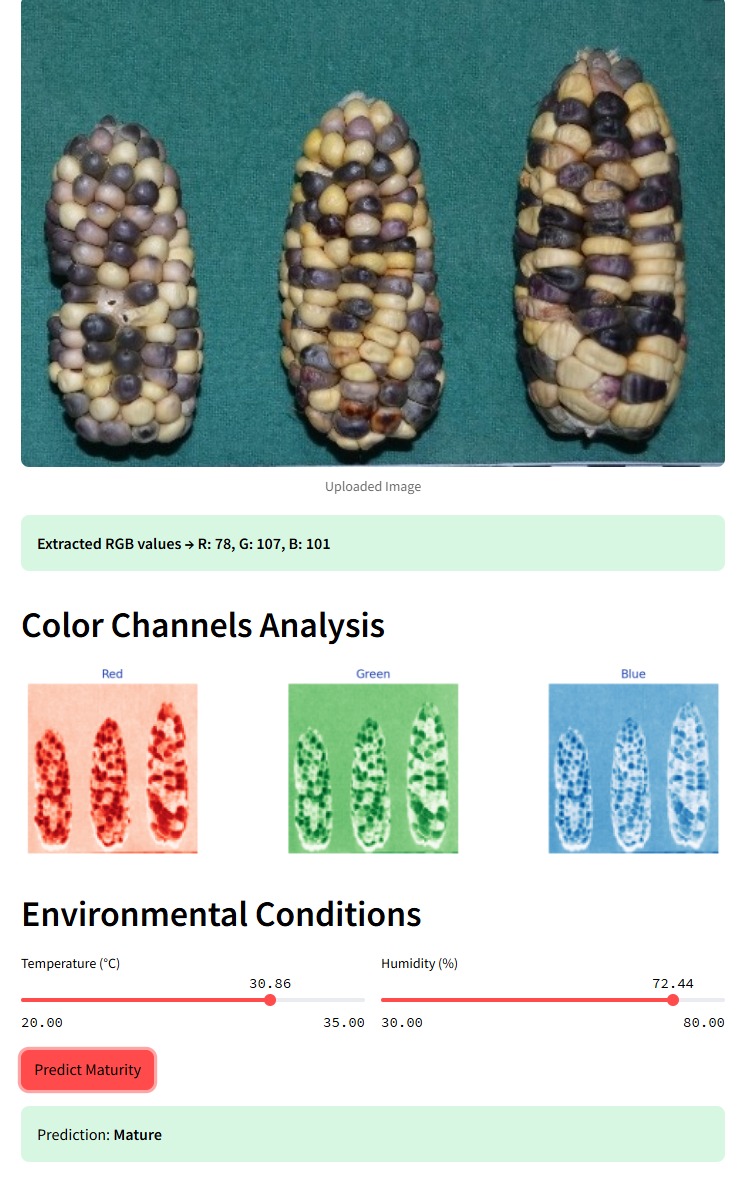 Uploaded Image
Extracted RGB values → R: 78, G: 107, B: 101
Color Channels Analysis
Red Green Blue
Environmental Conditions
Temperature (°C) Humidity (%)
30.86 72.44
20.00 35.00 30.00 80.00
Predict Maturity
Prediction: Mature